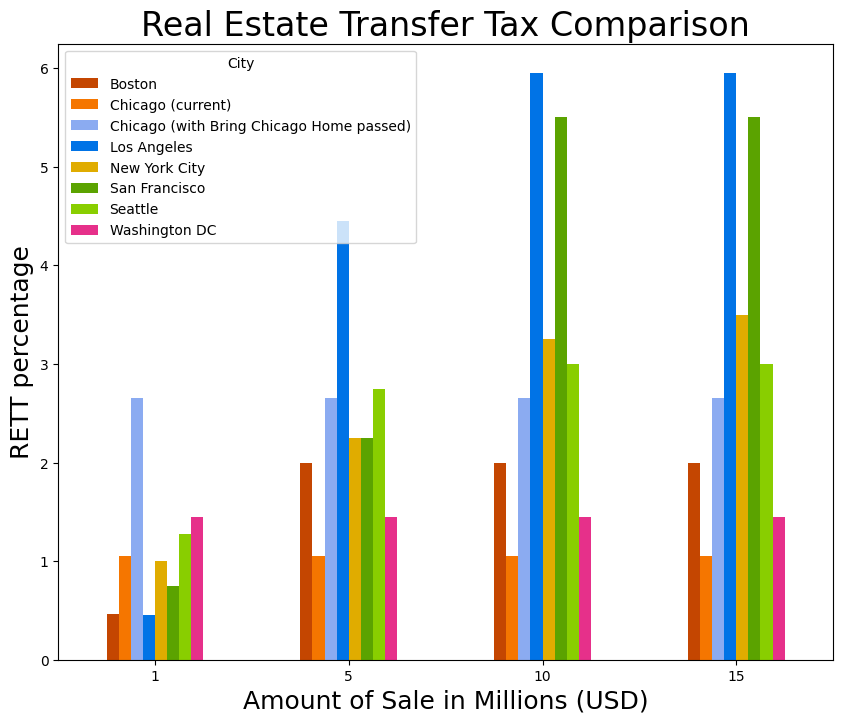 Real Estate Transfer Tax Comparison
City
Boston
Chicago (current)
Chicago (with Bring Chicago Home passed)
Los Angeles
New York City
San Francisco
Seattle
Washington DC
RETT percentage
6
5
4
3
2
1
0
1 5 10 15
Amount of Sale in Millions (USD)